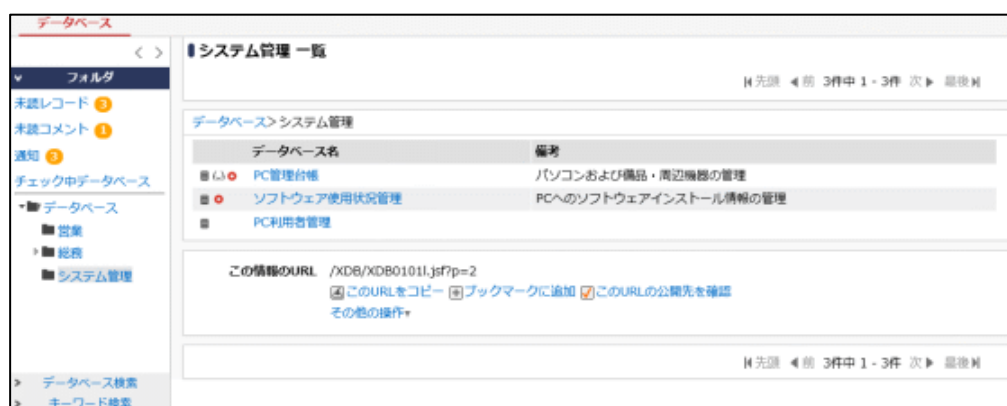 データベース
< >
フォルダ
未読レコード 3
未読コメント 1
通知 3
チェック中データベース
データベース
営業
総務
システム管理
データベース検索
キーワード検索
システム管理 一覧
先頭 前 3件中 1 - 3件 次 最後
データベース>システム管理
データベース名 備考
PC管理台帳 パソコンおよび備品・周辺機器の管理
ソフトウェア使用状況管理 PCへのソフトウェアインストール情報の管理
PC利用者管理
この情報のURL /XDB/XDB0101l.jsf?p=2
このURLをコピー ブックマークに追加 このURLの公開先を確認
その他の操作
先頭 前 3件中 1 - 3件 次 最後